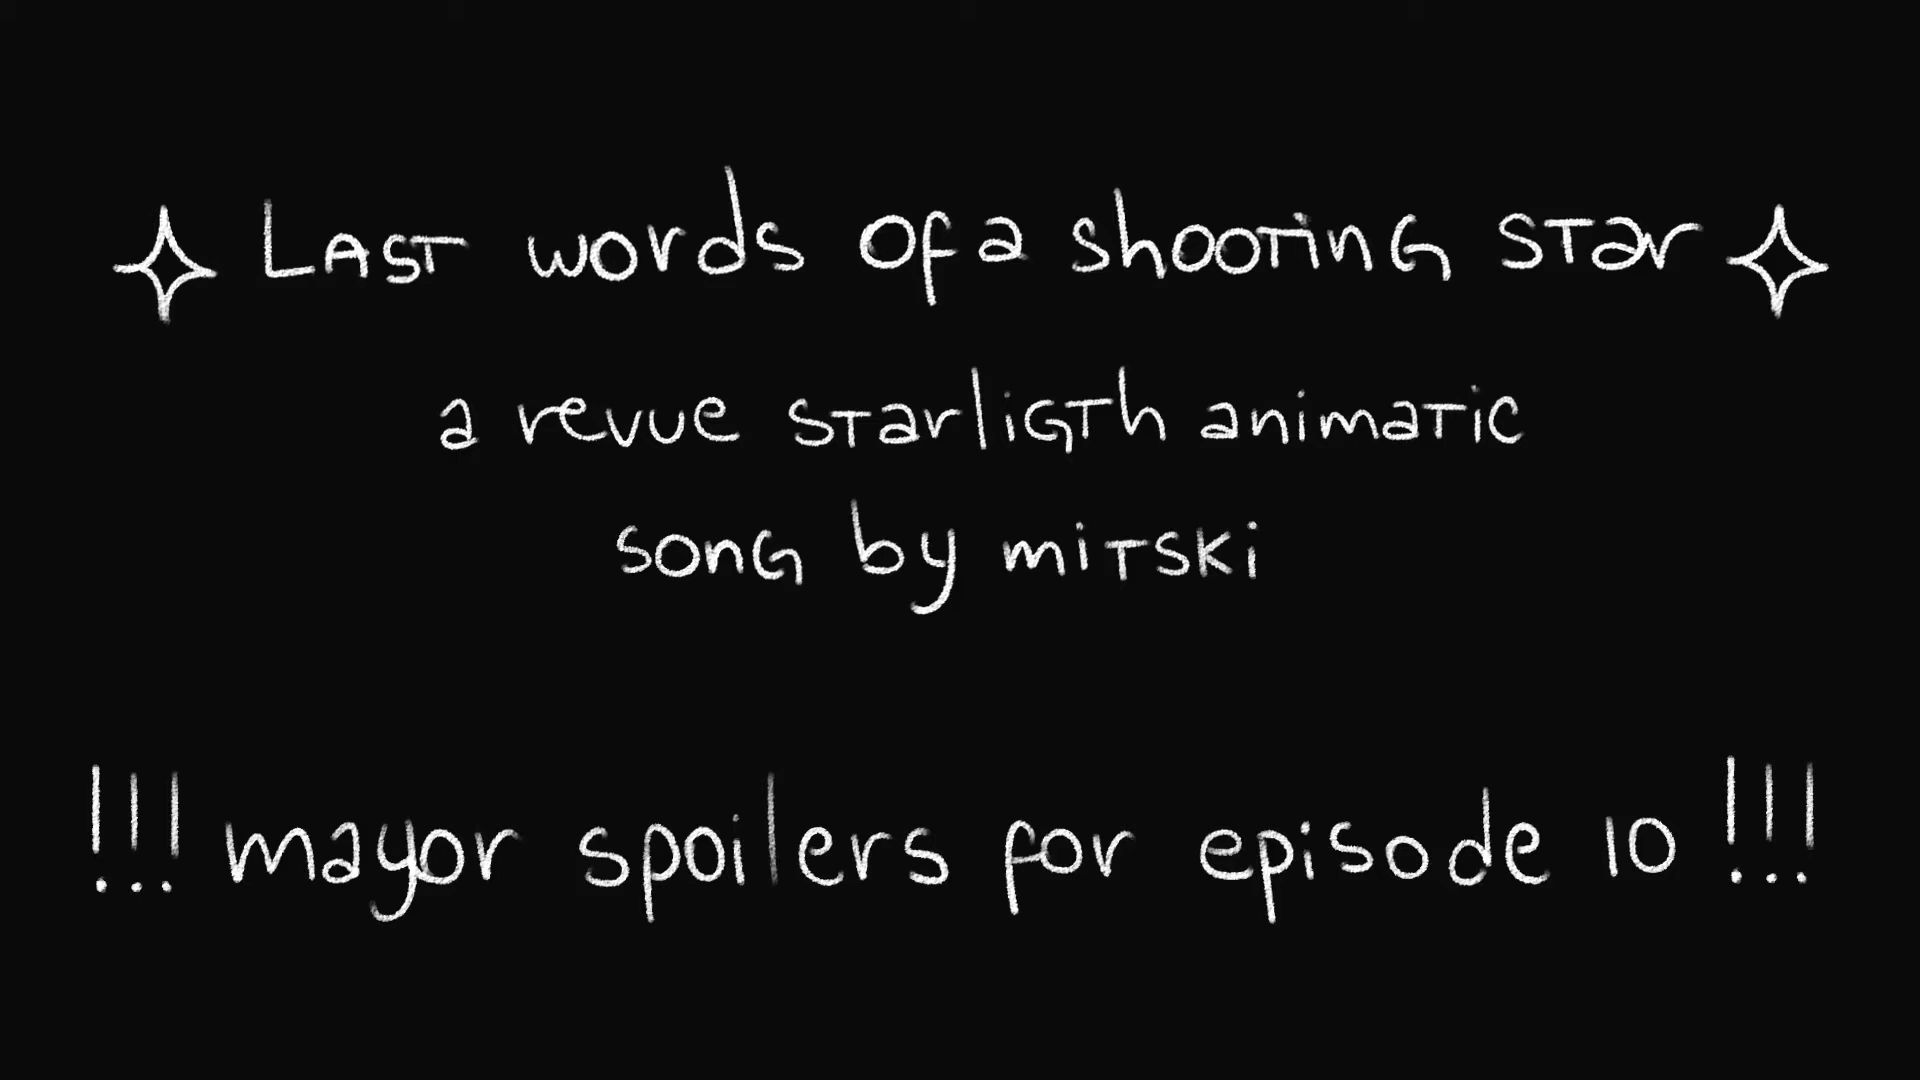 Last words of a shooting star
a revue starligth animatic
song by mitski
!!! mayor spoilers for episode 10 !!!